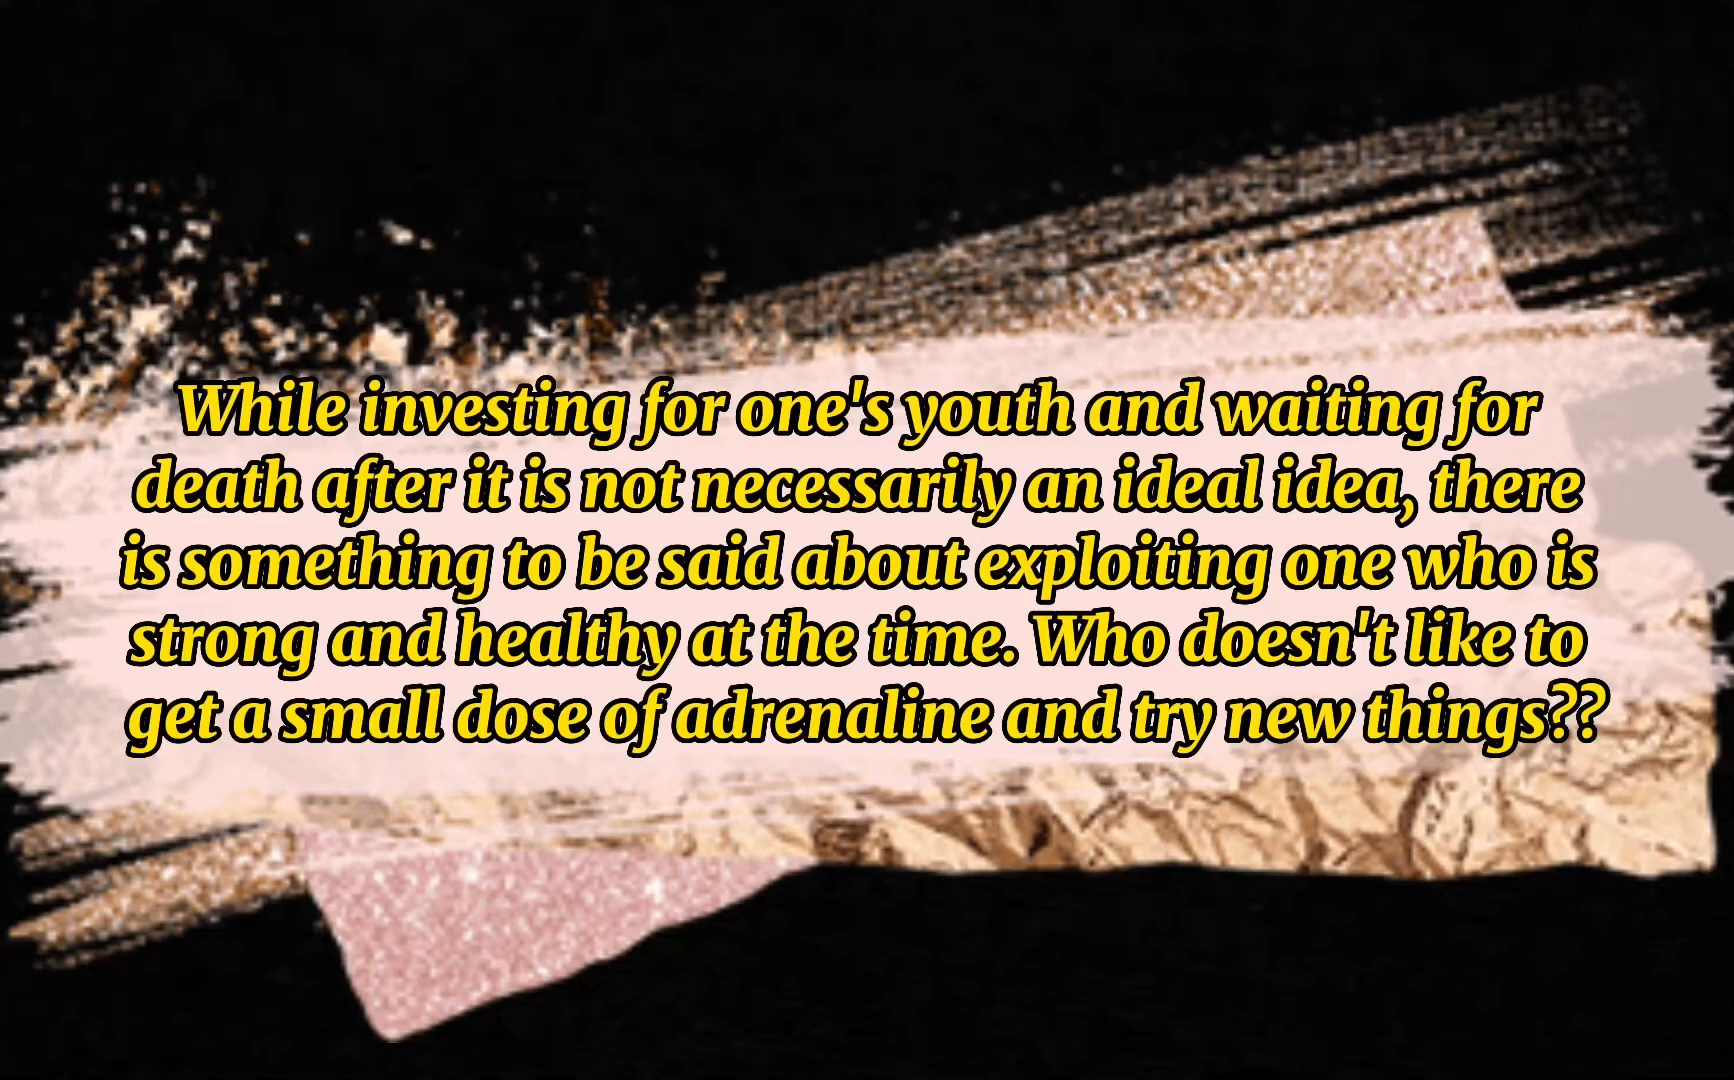 While investing for one's youth and waiting for
death after it is not necessarily an ideal idea, there
is something to be said about exploiting one who is
strong and healthy at the time. Who doesn't like to
get a small dose of adrenaline and try new things??